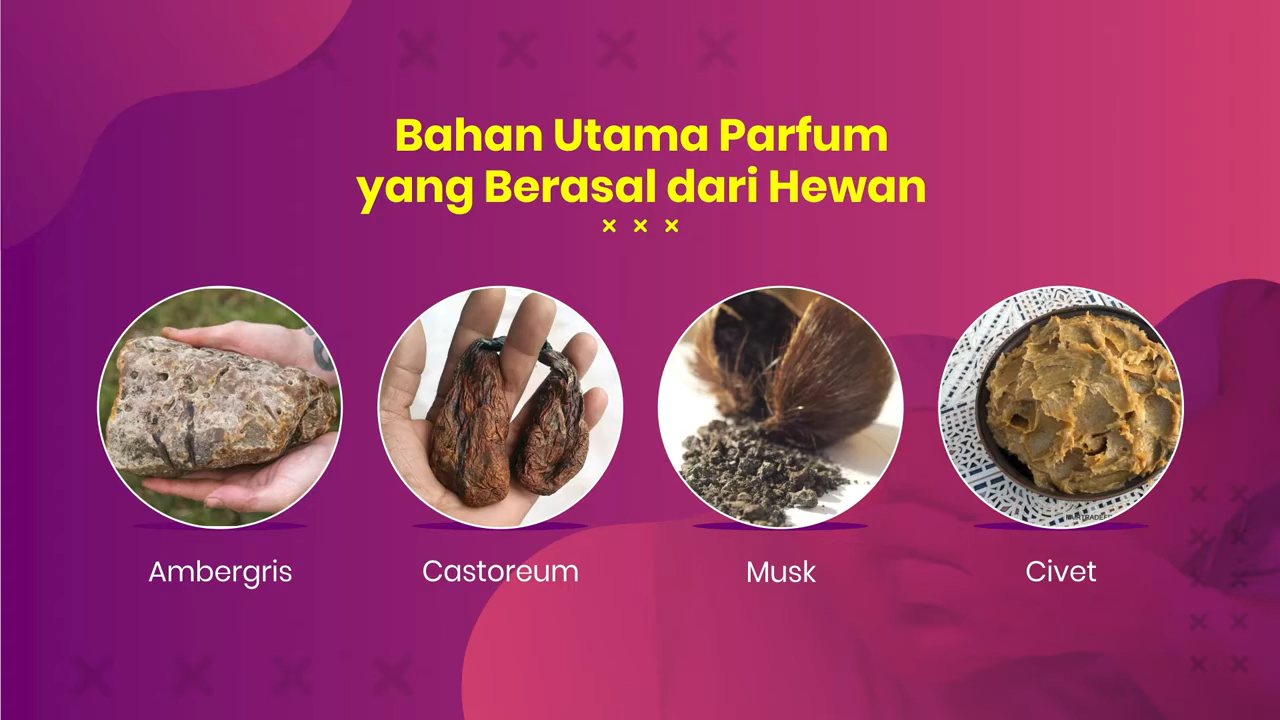 Bahan Utama Parfum
yang Berasal dari Hewan
Ambergris
Castoreum
Musk
Civet